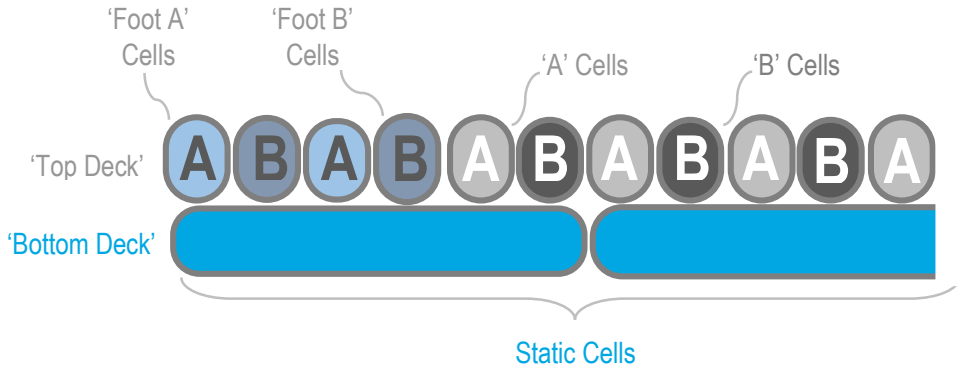 ‘Foot A’
Cells
‘Foot B’
Cells
‘A’ Cells
‘B’ Cells
‘Top Deck’
A B A B A B A B A B A
‘Bottom Deck’
Static Cells